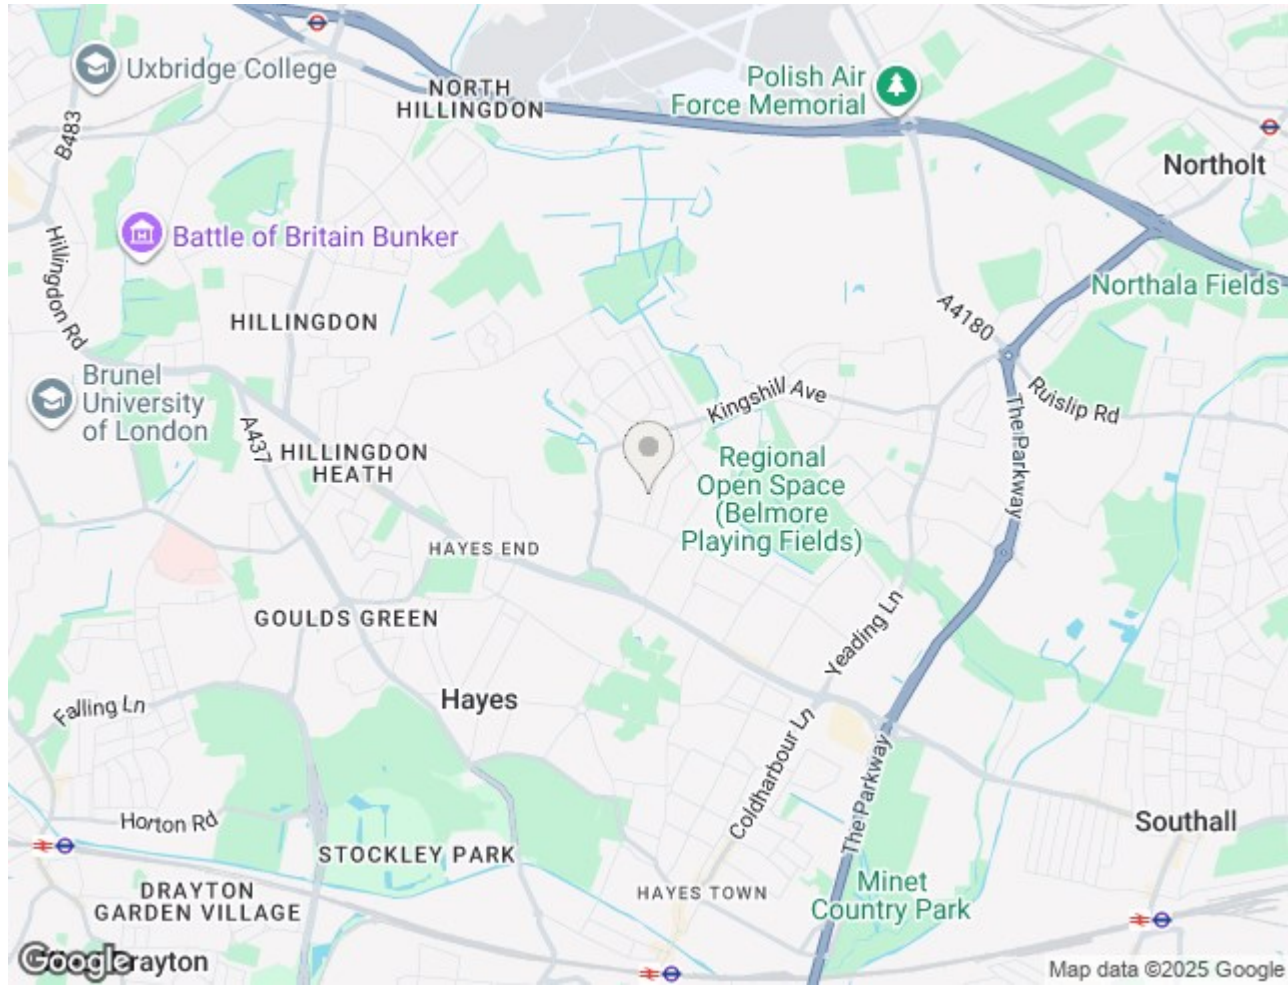 Uxbridge College
NORTH
HILLINGDON
Polish Air
Force Memorial
B483
Northolt
Hillingdon Rd
Battle of Britain Bunker
Northala Fields
HILLINGDON
A4180
Brunel
University
of London
Kingshill Ave
Ruislip Rd
A437
The Parkway
HILLINGDON
HEATH
Regional
Open Space
(Belmore
Playing Fields)
HAYES END
GOULDS GREEN
Yeading Ln
Falling Ln
Hayes
Coldharbour Ln
The Parkway
Horton Rd
Southall
STOCKLEY PARK
DRAYTON
GARDEN VILLAGE
HAYES TOWN
Minet
Country Park
Google
Drayton
Map data ©2025 Google